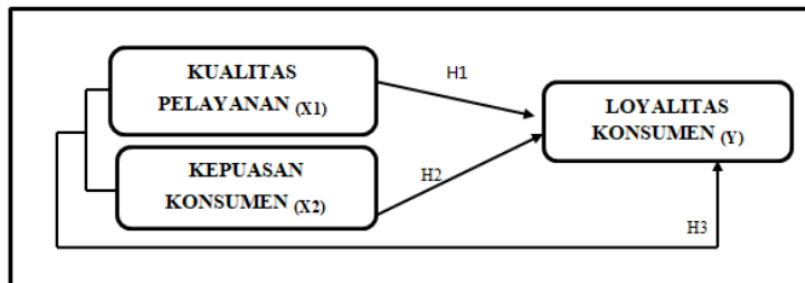 KUALITAS
PELAYANAN (X1)
H1
LOYALITAS
KONSUMEN (Y)
KEPUASAN
KONSUMEN (X2)
H2
H3